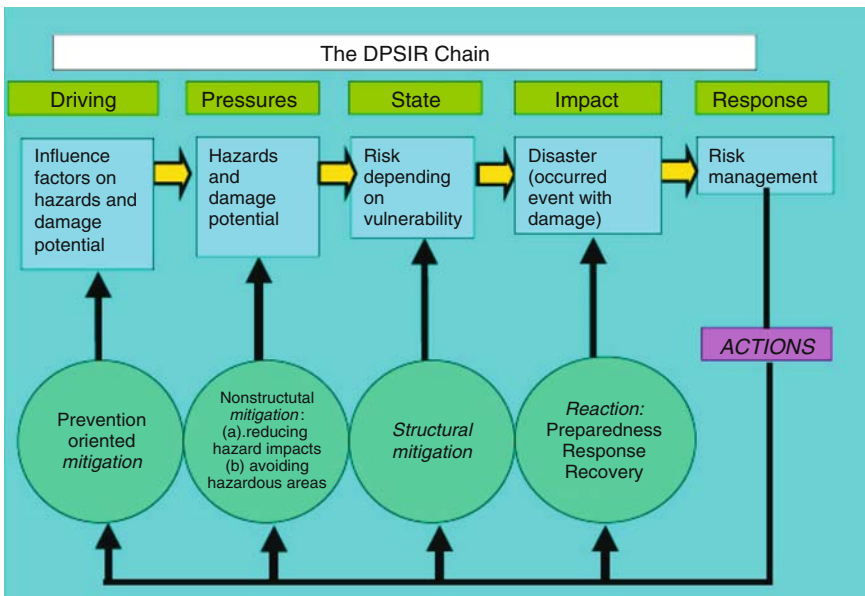 The DPSIR Chain
Driving
Pressures
State
Impact
Response
Influence
factors on
hazards and
damage
potential
Hazards
and
damage
potential
Risk
depending
on
vulnerability
Disaster
(occurred
event with
damage)
Risk
management
ACTIONS
Prevention
oriented
mitigation
Nonstructutal
mitigation:
(a).reducing
hazard impacts
(b) avoiding
hazardous areas
Structural
mitigation
Reaction:
Preparedness
Response
Recovery